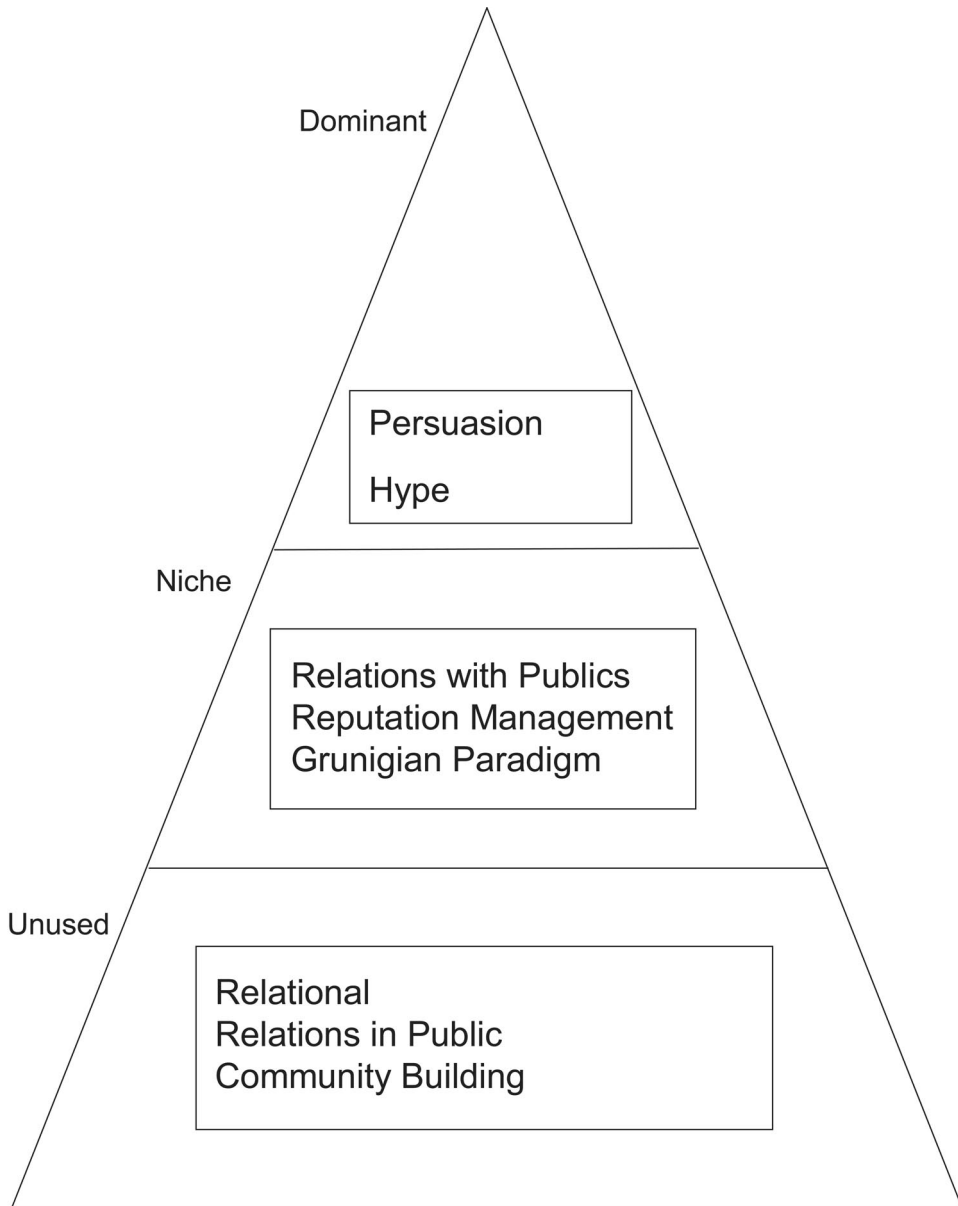 Dominant
Persuasion
Hype
Niche
Relations with Publics
Reputation Management
Grunigian Paradigm
Unused
Relational
Relations in Public
Community Building